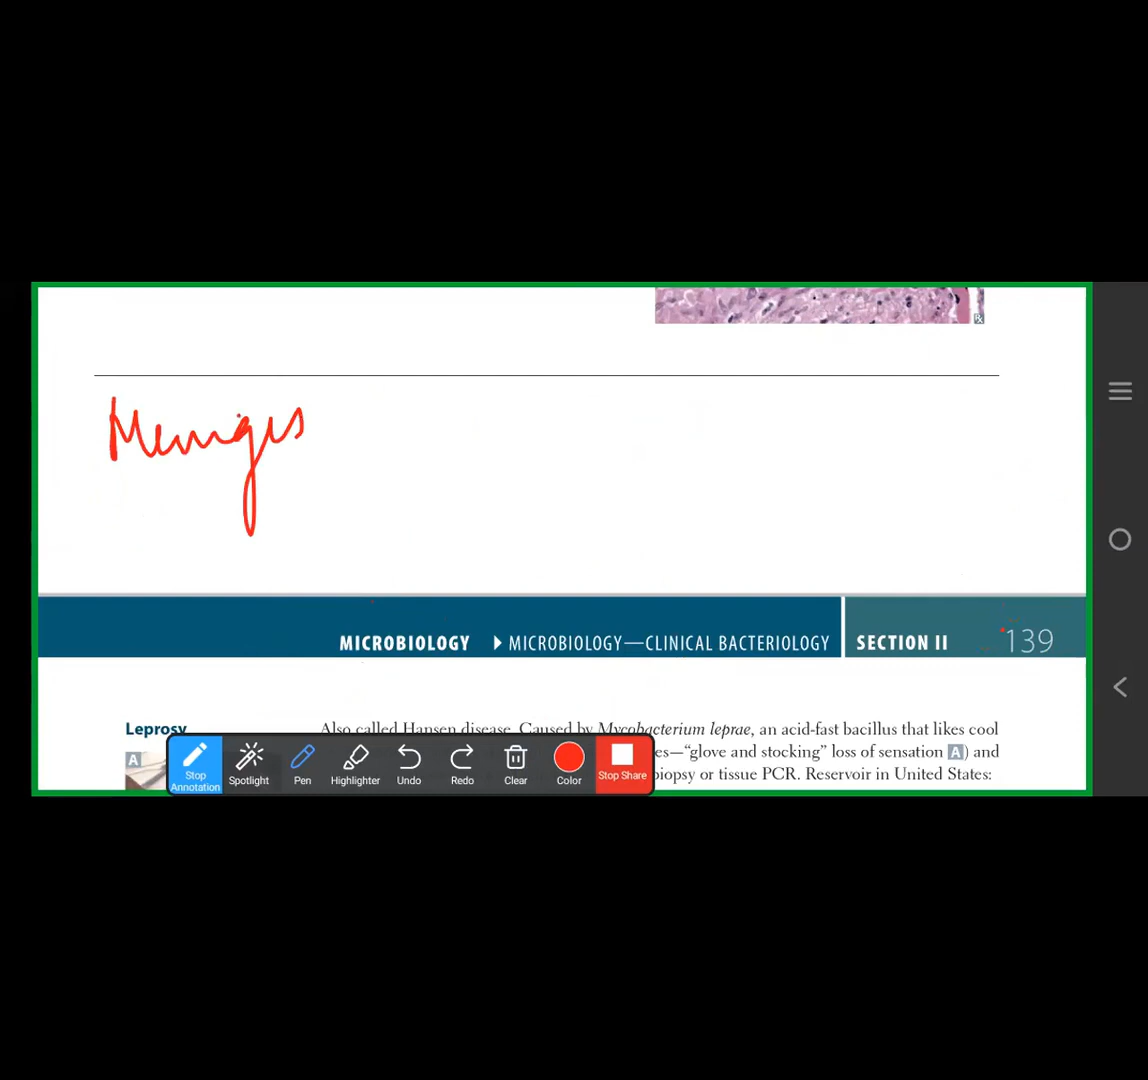 Meniges
MICROBIOLOGY ▶ MICROBIOLOGY—CLINICAL BACTERIOLOGY SECTION II 139
Leprosy Also called Hansen disease. Caused by Mycobacterium leprae, an acid-fast bacillus that likes cool
A es—“glove and stocking” loss of sensation A) and
biopsy or tissue PCR. Reservoir in United States:
Stop Annotation
Spotlight
Pen
Highlighter
Undo
Redo
Clear
Color
Stop Share